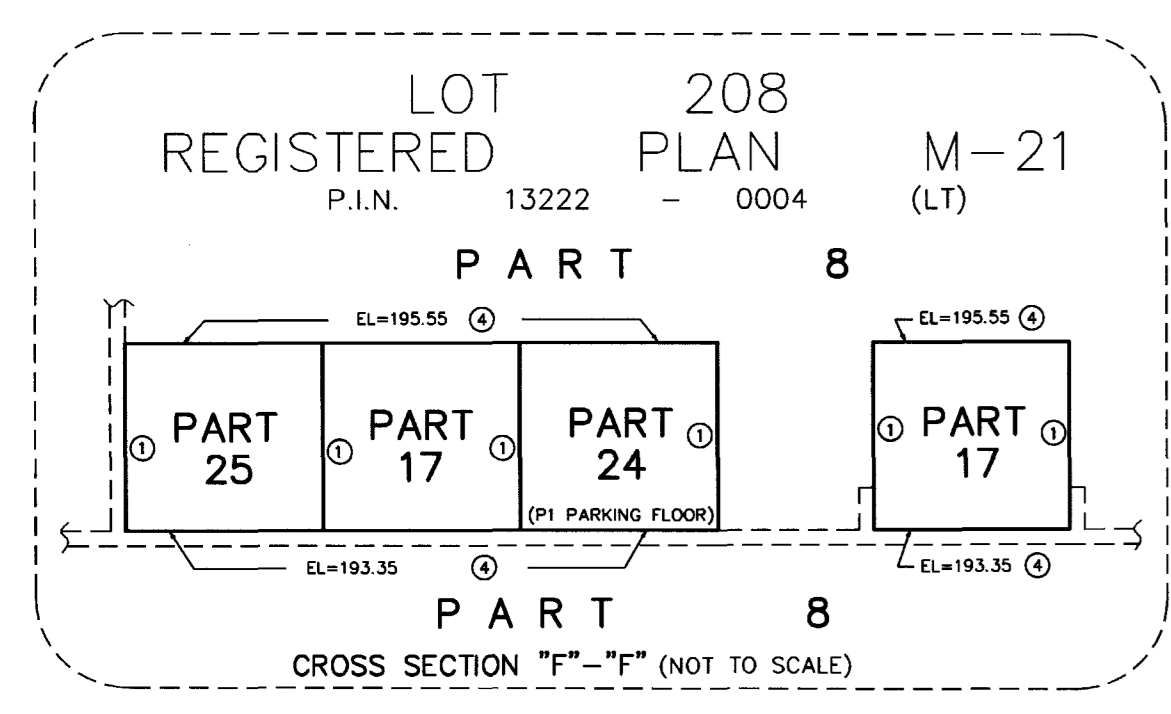 LOT 208
REGISTERED PLAN M-21
P.I.N. 13222 - 0004 (LT)
PART 8
EL=195.55 ④
EL=195.55 ④
① PART 25
① PART 17 ①
PART 24 ①
(P1 PARKING FLOOR)
① PART 17 ①
EL=193.35 ④
EL=193.35 ④
PART 8
CROSS SECTION "F"-"F" (NOT TO SCALE)